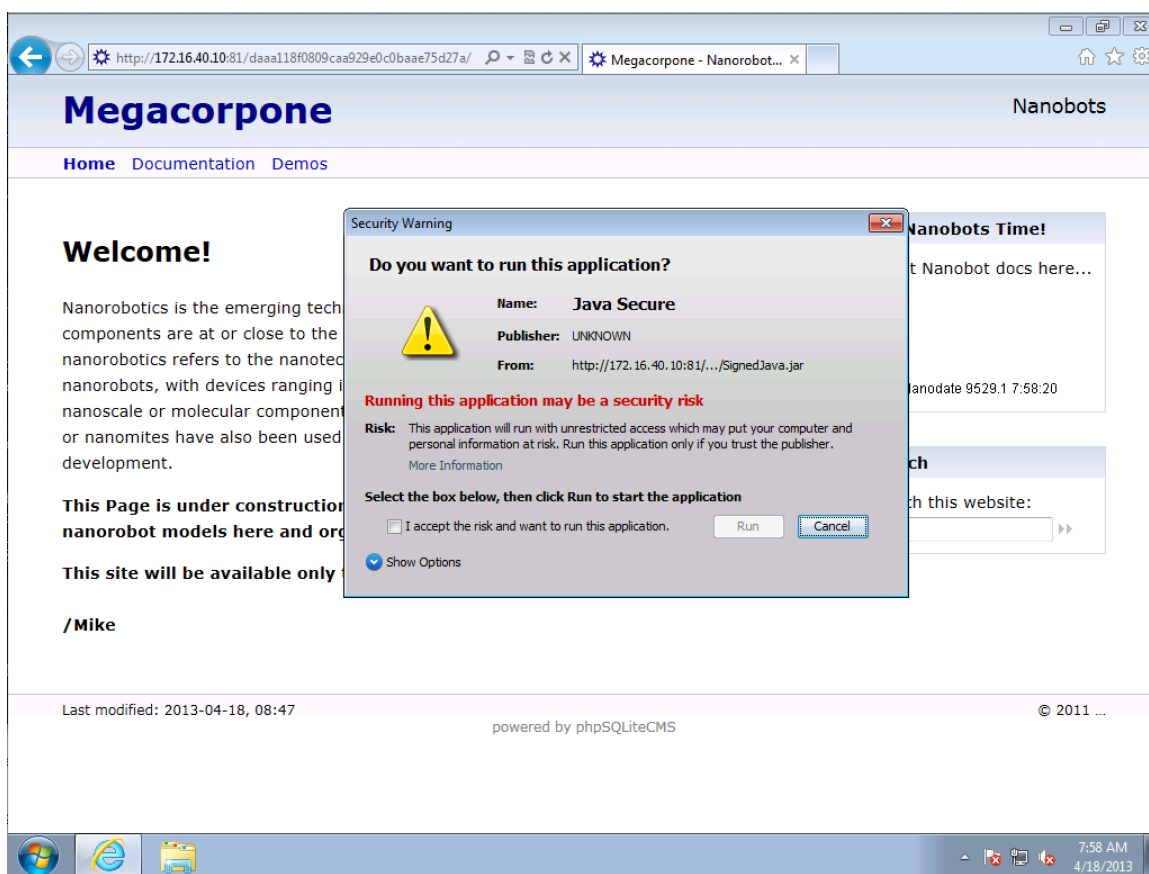 http://172.16.40.10:81/daaa118f0809caa929e0c0baae75d27a/
Megacorpone - Nanorobot...
Megacorpone
Nanobots
Home Documentation Demos
Welcome!
Nanorobotics is the emerging tech
components are at or close to the
nanorobotics refers to the nanotec
nanorobots, with devices ranging i
nanoscale or molecular component
or nanomites have also been used
development.
This Page is under construction
nanorobot models here and org
This site will be available only
/Mike
Security Warning
Do you want to run this application?
Name: Java Secure
Publisher: UNKNOWN
From: http://172.16.40.10:81/.../SignedJava.jar
Running this application may be a security risk
Risk: This application will run with unrestricted access which may put your computer and
personal information at risk. Run this application only if you trust the publisher.
More Information
Select the box below, then click Run to start the application
I accept the risk and want to run this application.
Run
Cancel
Show Options
Nanobots Time!
t Nanobot docs here...
anodate 9529.1 7:58:20
ch
ch this website:
Last modified: 2013-04-18, 08:47
powered by phpSQLiteCMS
© 2011 ...
7:58 AM
4/18/2013